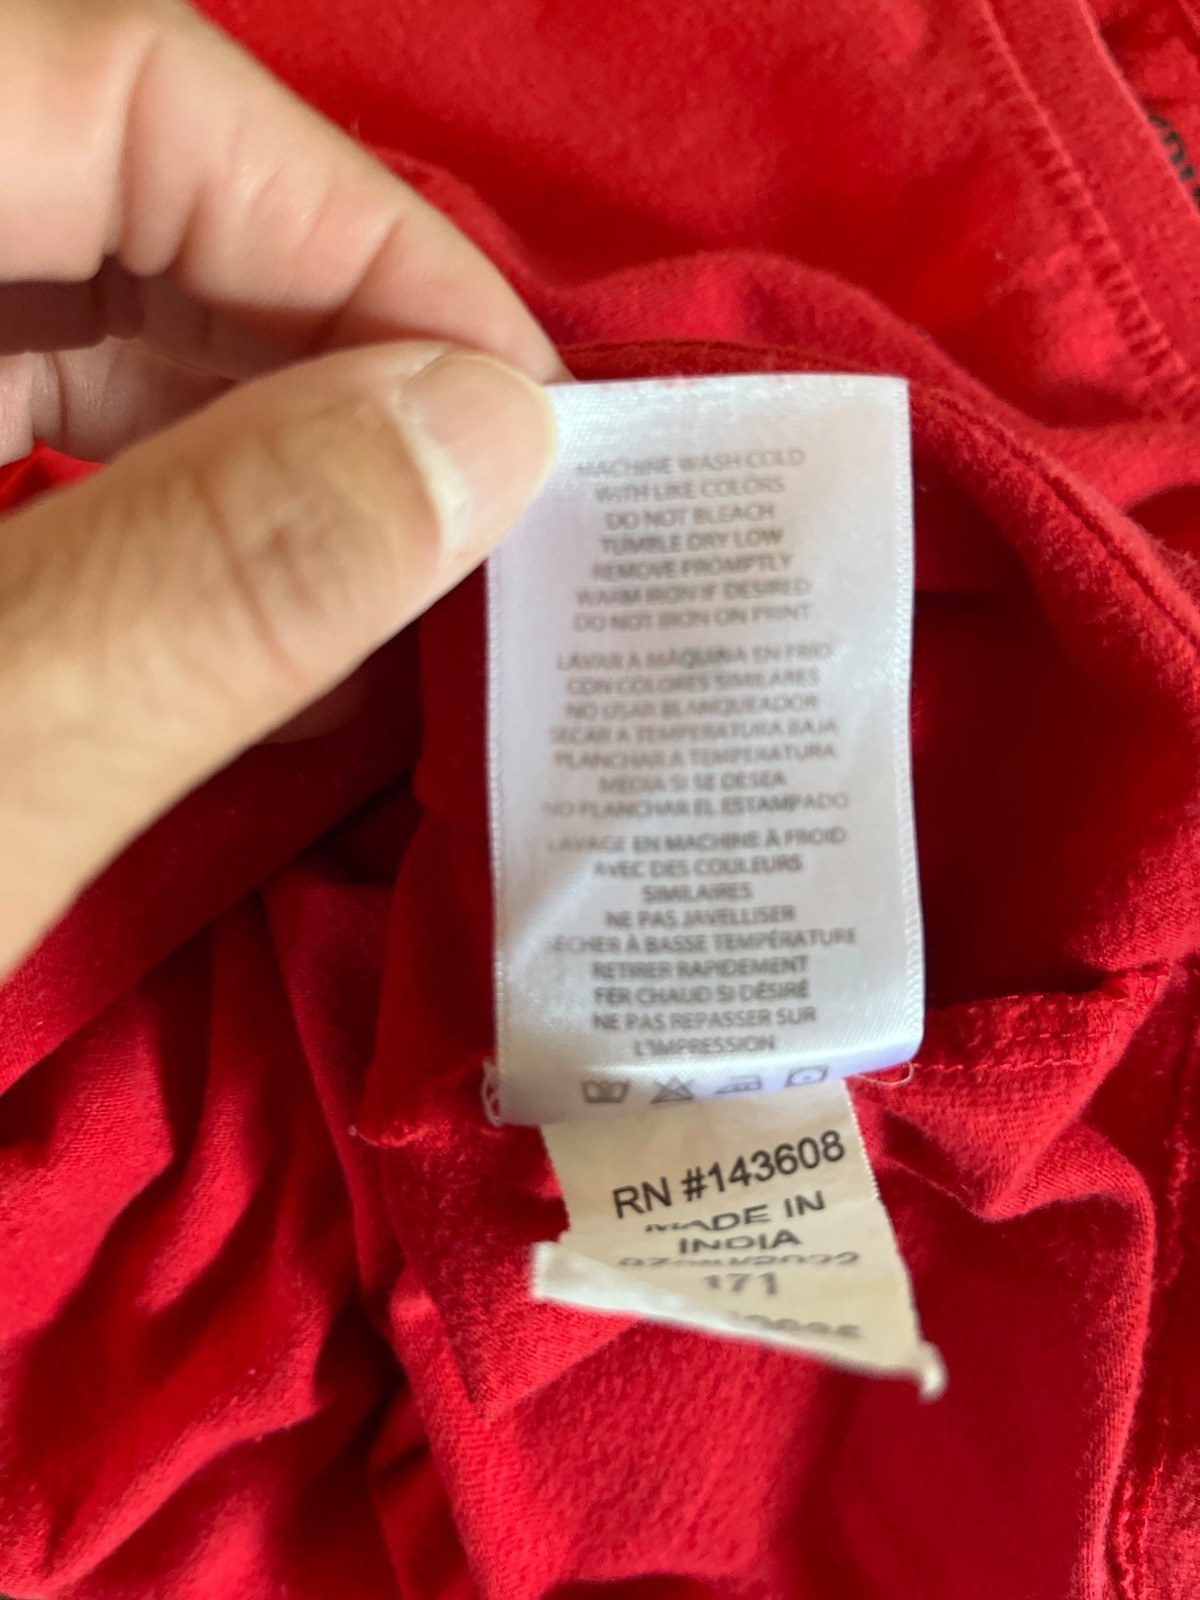 MACHINE WASH COLD
WITH LIKE COLORS
DO NOT BLEACH
TUMBLE DRY LOW
REMOVE PROMPTLY
WARM IRON IF DESIRED
DO NOT IRON ON PRINT
LAVAR A MÁQUINA EN FRIO
CON COLORES SIMILARES
NO USAR BLANQUEADOR
SECAR A TEMPERATURA BAJA
PLANCHAR A TEMPERATURA
MEDIA SI SE DESEA
NO PLANCHAR EL ESTAMPADO
LAVAGE EN MACHINE À FROID
AVEC DES COULEURS
SIMILAIRES
NE PAS JAVELLISER
SÉCHER À BASSE TEMPÉRATURE
RETIRER RAPIDEMENT
FER CHAUD SI DÉSIRÉ
NE PAS REPASSER SUR
L'IMPRESSION
RN #143608
MADE IN
INDIA
171